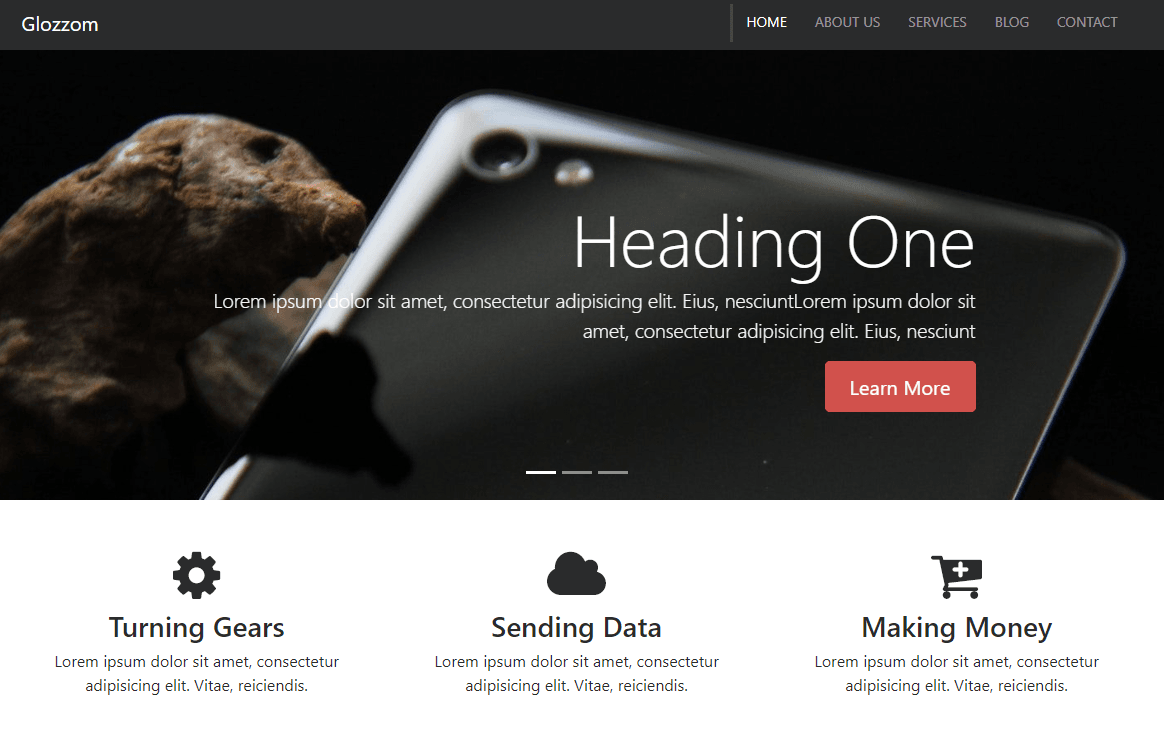 Glozzom
HOME ABOUT US SERVICES BLOG CONTACT
Heading One
Lorem ipsum dolor sit amet, consectetur adipisicing elit. Eius, nesciuntLorem ipsum dolor sit
amet, consectetur adipisicing elit. Eius, nesciunt
Learn More
Turning Gears
Lorem ipsum dolor sit amet, consectetur
adipisicing elit. Vitae, reiciendis.
Sending Data
Lorem ipsum dolor sit amet, consectetur
adipisicing elit. Vitae, reiciendis.
Making Money
Lorem ipsum dolor sit amet, consectetur
adipisicing elit. Vitae, reiciendis.